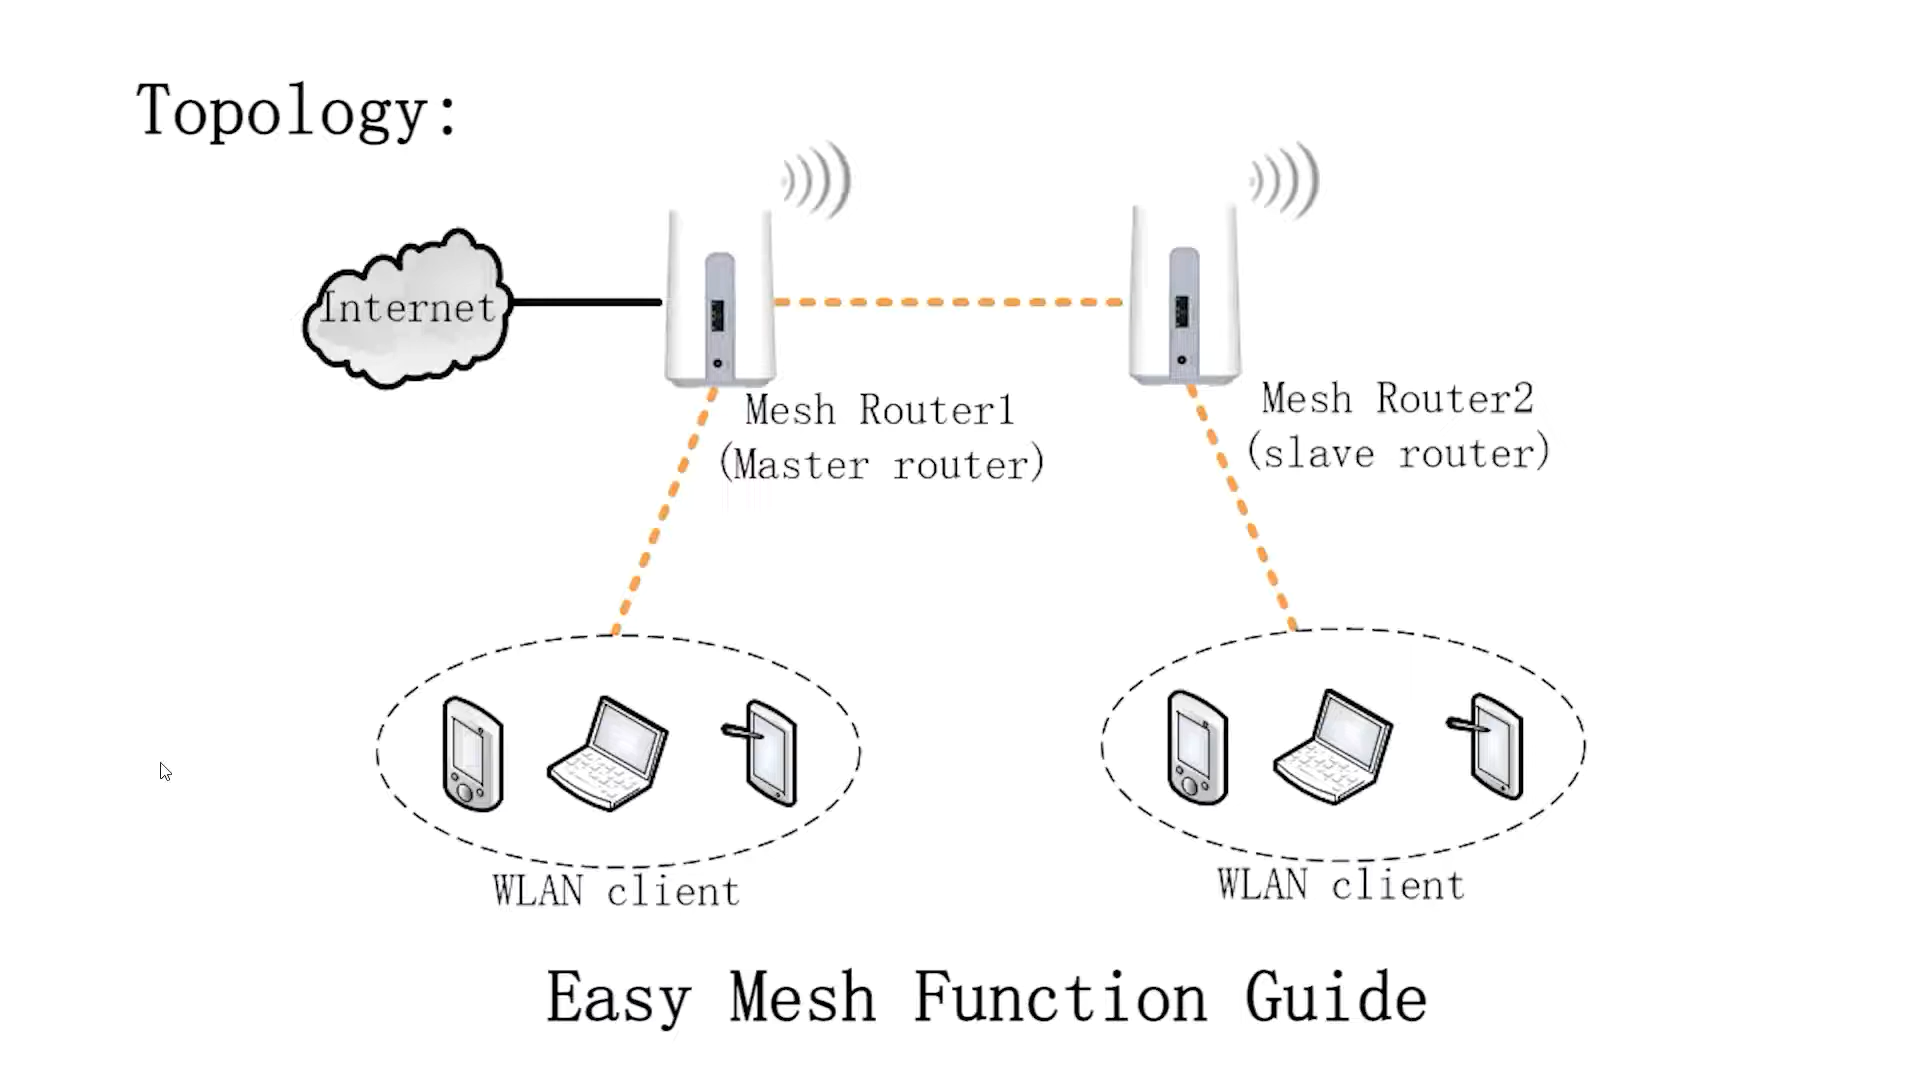 Topology:
Internet
Mesh Router1
(Master router)
Mesh Router2
(slave router)
WLAN client
WLAN client
Easy Mesh Function Guide